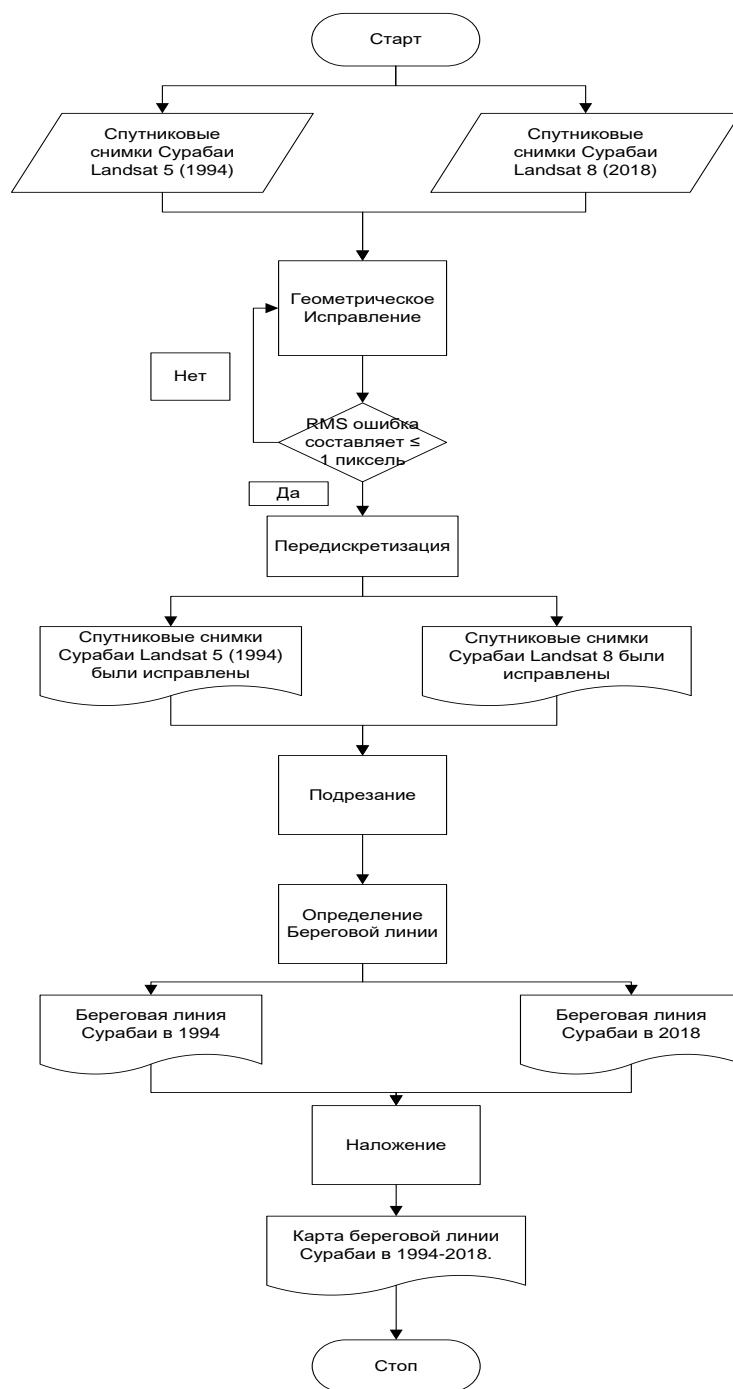 Старт
Спутниковые
снимки Сурабаи
Landsat 5 (1994)
Спутниковые
снимки Сурабаи
Landsat 8 (2018)
Геометрическое
Исправление
Нет
RMS ошибка
составляет ≤
1 пиксель
Да
Передискретизация
Спутниковые снимки
Сурабаи Landsat 5 (1994)
были исправлены
Спутниковые снимки
Сурабаи Landsat 8 были
исправлены
Подрезание
Определение
Береговой линии
Береговая линия
Сурабаи в 1994
Береговая линия
Сурабаи в 2018
Наложение
Карта береговой линии
Сурабаи в 1994-2018.
Стоп